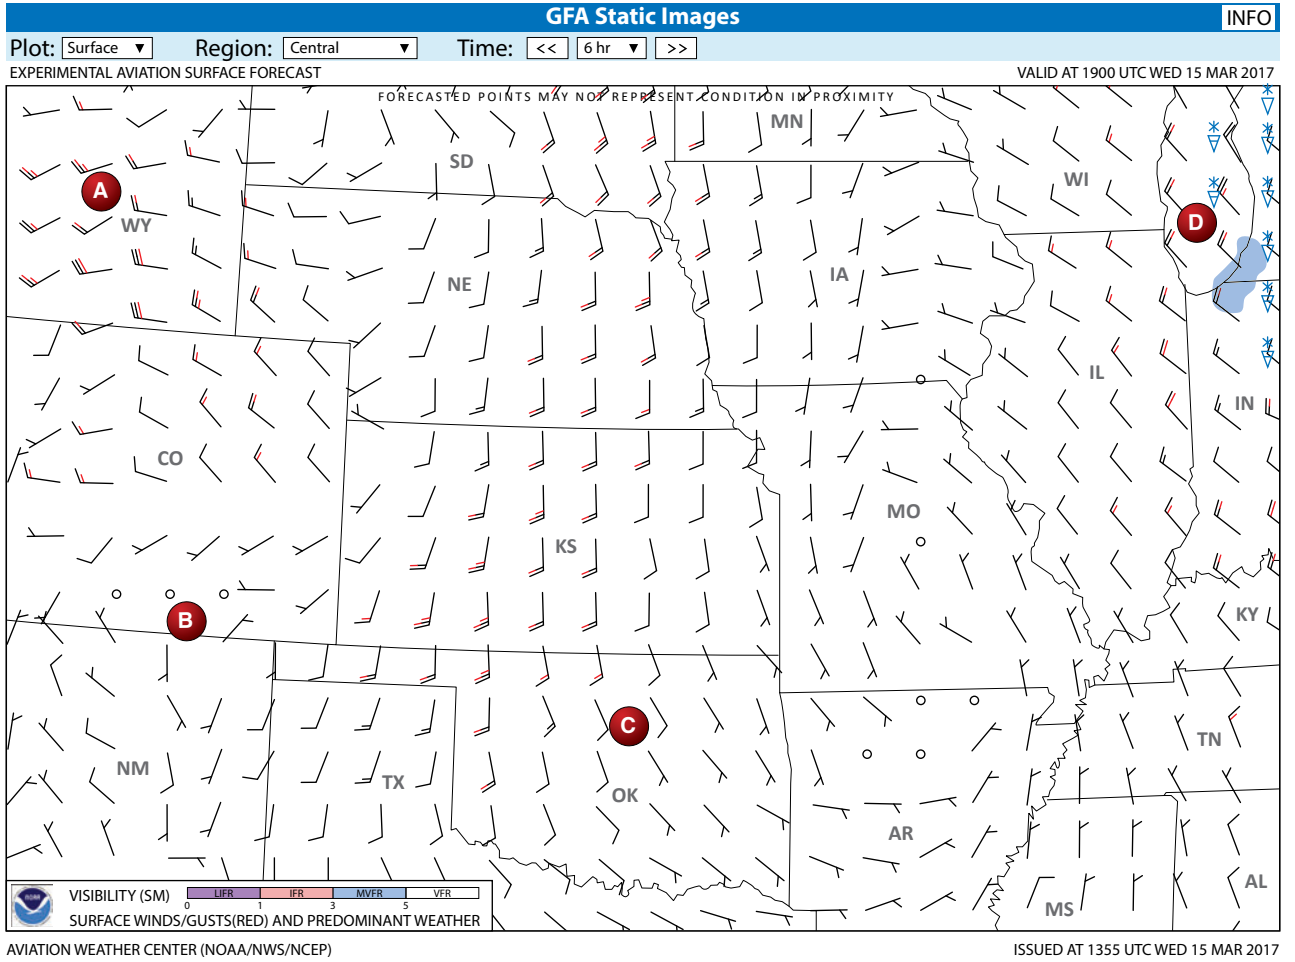 GFA Static Images
INFO
Plot: Surface ▼ Region: Central ▼ Time: << 6 hr ▼ >>
EXPERIMENTAL AVIATION SURFACE FORECAST VALID AT 1900 UTC WED 15 MAR 2017
FORECASTED POINTS MAY NOT REPRESENT CONDITION IN PROXIMITY
MN
SD
WI
A
WY
D
NE
IA
IL
IN
CO
MO
KS
B
KY
C
TN
NM
TX
OK
AR
AL
MS
NOAA
VISIBILITY (SM)
LIFR IFR MVFR VFR
0 1 3 5
SURFACE WINDS/GUSTS(RED) AND PREDOMINANT WEATHER
AVIATION WEATHER CENTER (NOAA/NWS/NCEP) ISSUED AT 1355 UTC WED 15 MAR 2017